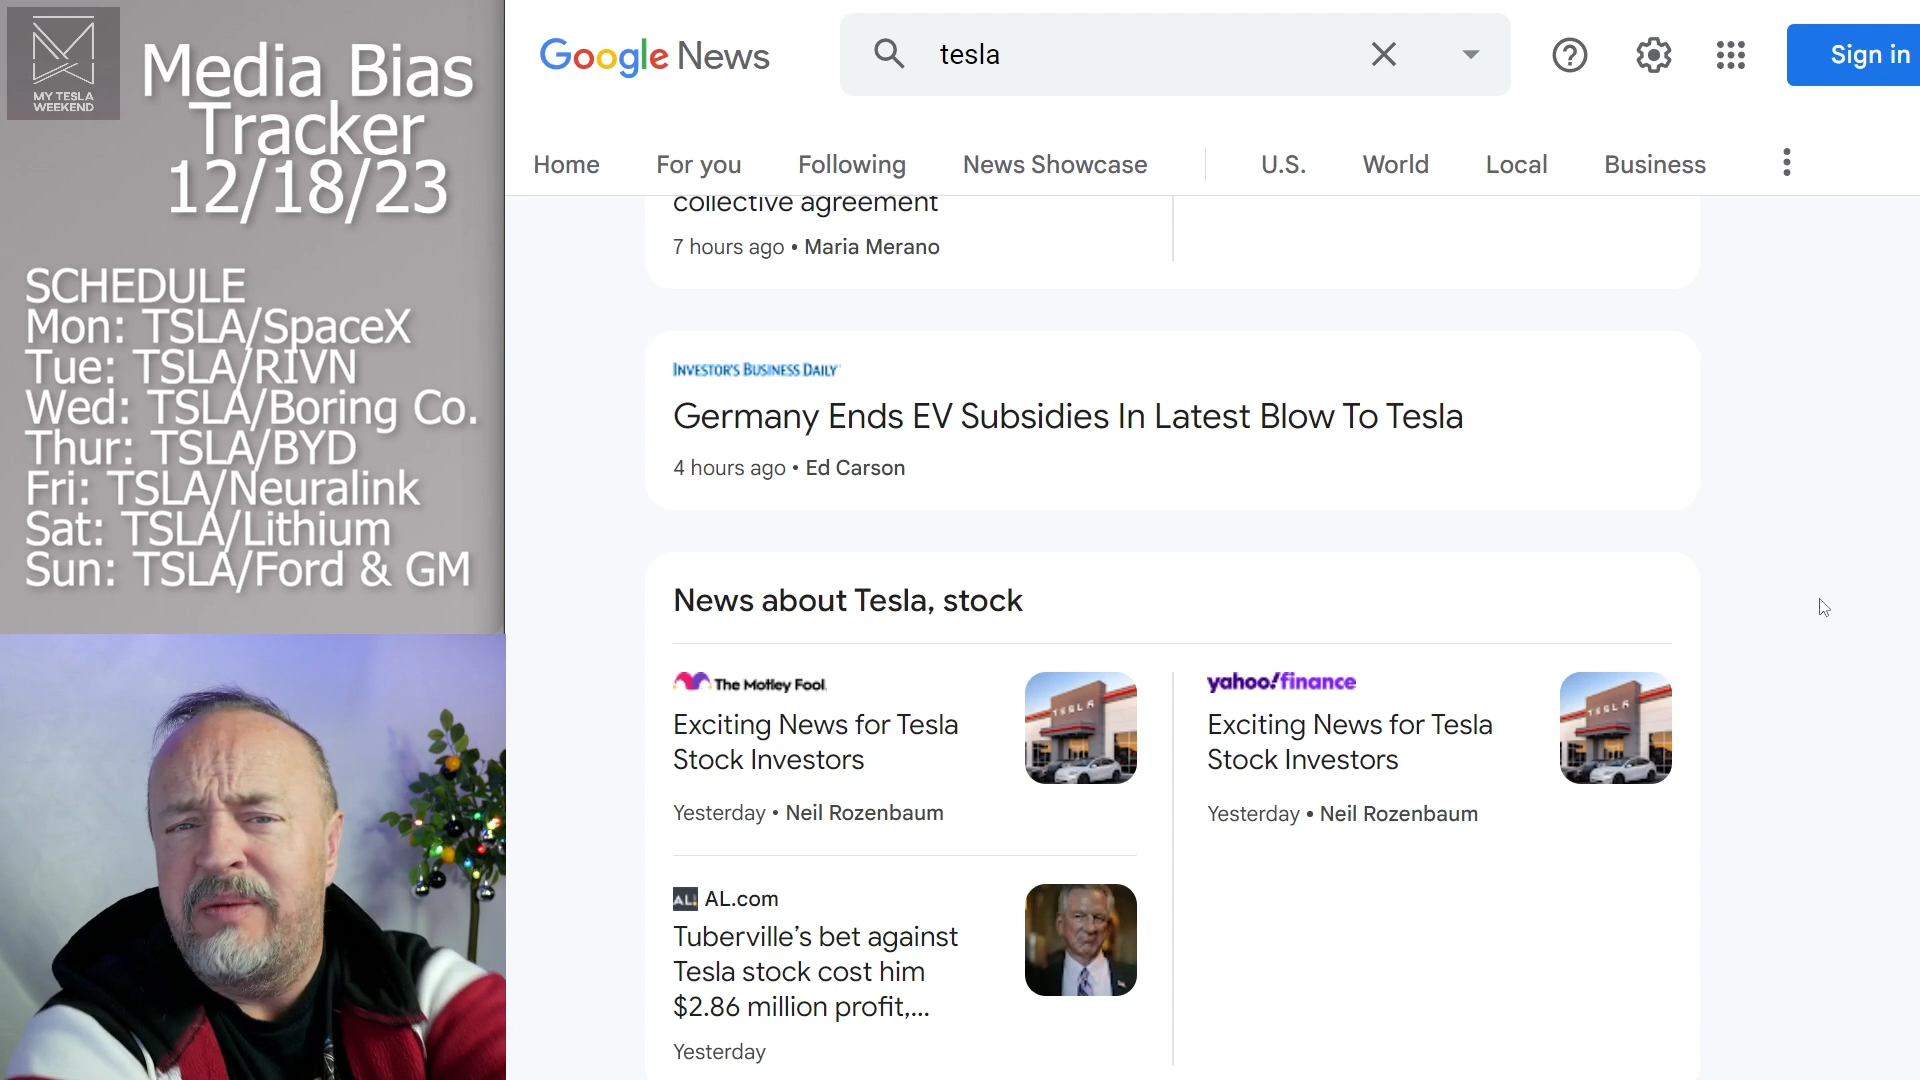 MY TESLA
WEEKEND
Media Bias
Tracker
12/18/23
SCHEDULE
Mon: TSLA/SpaceX
Tue: TSLA/RIVN
Wed: TSLA/Boring Co.
Thur: TSLA/BYD
Fri: TSLA/Neuralink
Sat: TSLA/Lithium
Sun: TSLA/Ford & GM
Google News
tesla
Sign in
Home For you Following News Showcase U.S. World Local Business
collective agreement
7 hours ago • Maria Merano
INVESTOR'S BUSINESS DAILY
Germany Ends EV Subsidies In Latest Blow To Tesla
4 hours ago • Ed Carson
News about Tesla, stock
The Motley Fool
Exciting News for Tesla
Stock Investors
Yesterday • Neil Rozenbaum
TESLA
yahoo!finance
Exciting News for Tesla
Stock Investors
Yesterday • Neil Rozenbaum
TESLA
AL. AL.com
Tuberville’s bet against
Tesla stock cost him
$2.86 million profit,...
Yesterday